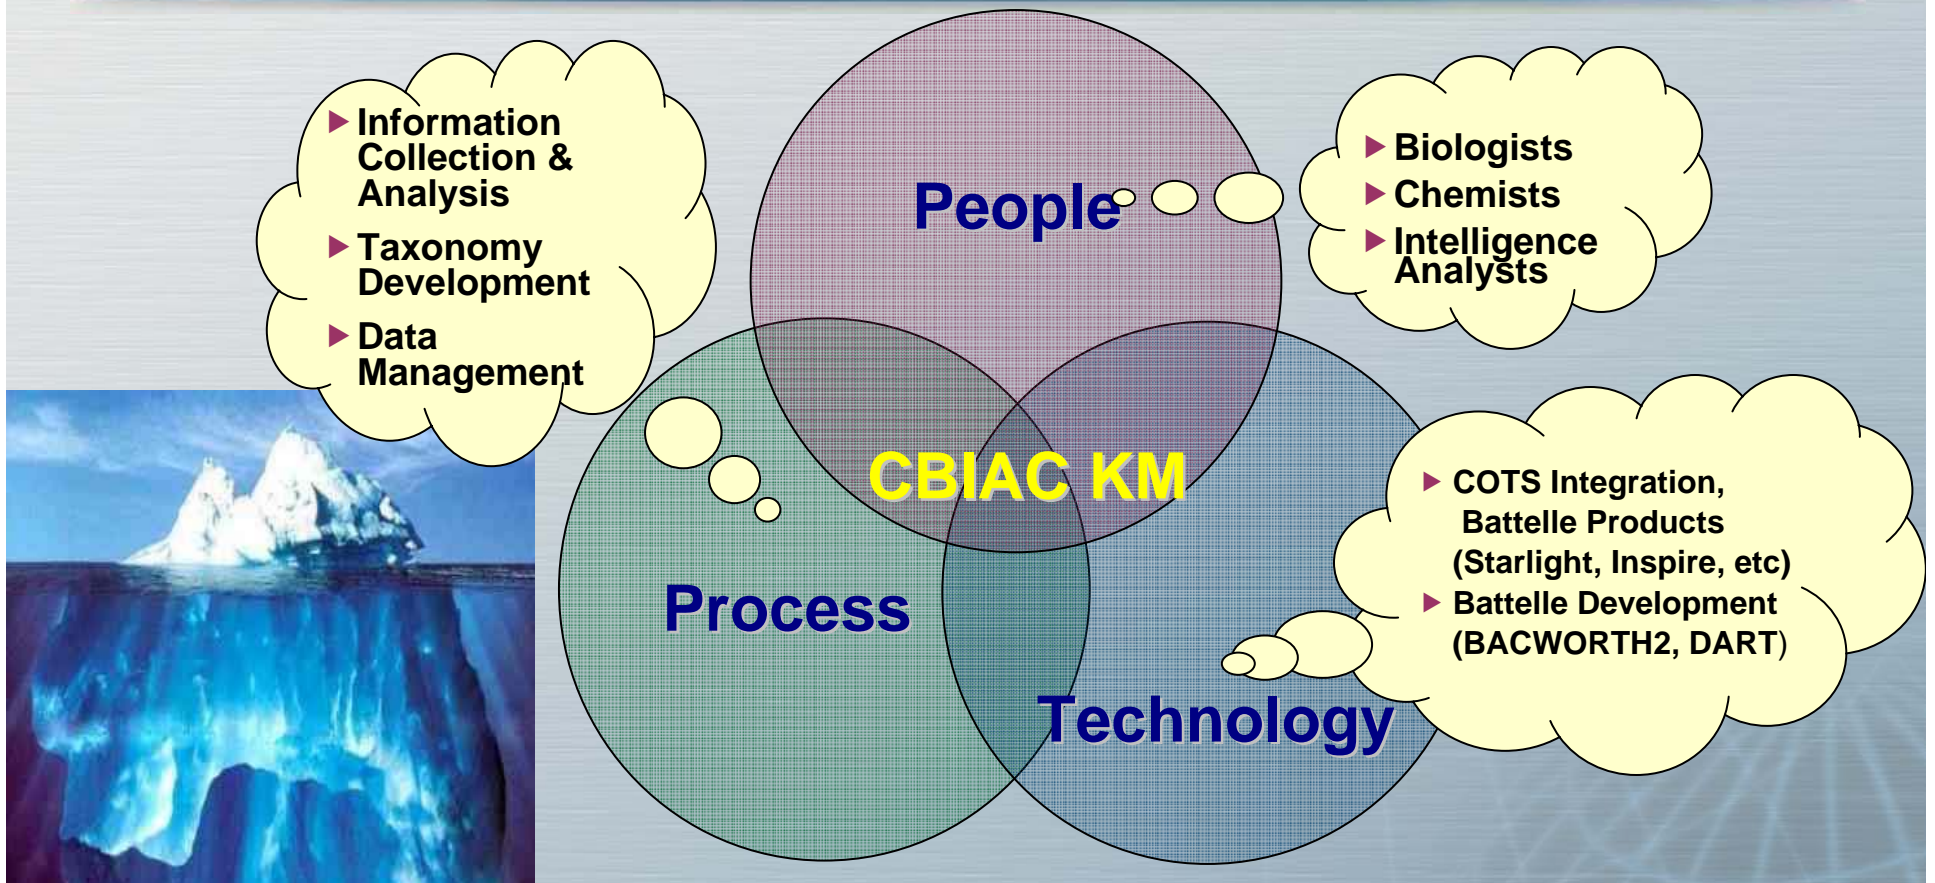 Information
Collection &
Analysis
Taxonomy
Development
Data
Management
People
Biologists
Chemists
Intelligence
Analysts
CBIAC KM
Process
Technology
COTS Integration,
Battelle Products
(Starlight, Inspire, etc)
Battelle Development
(BACWORTH2, DART)